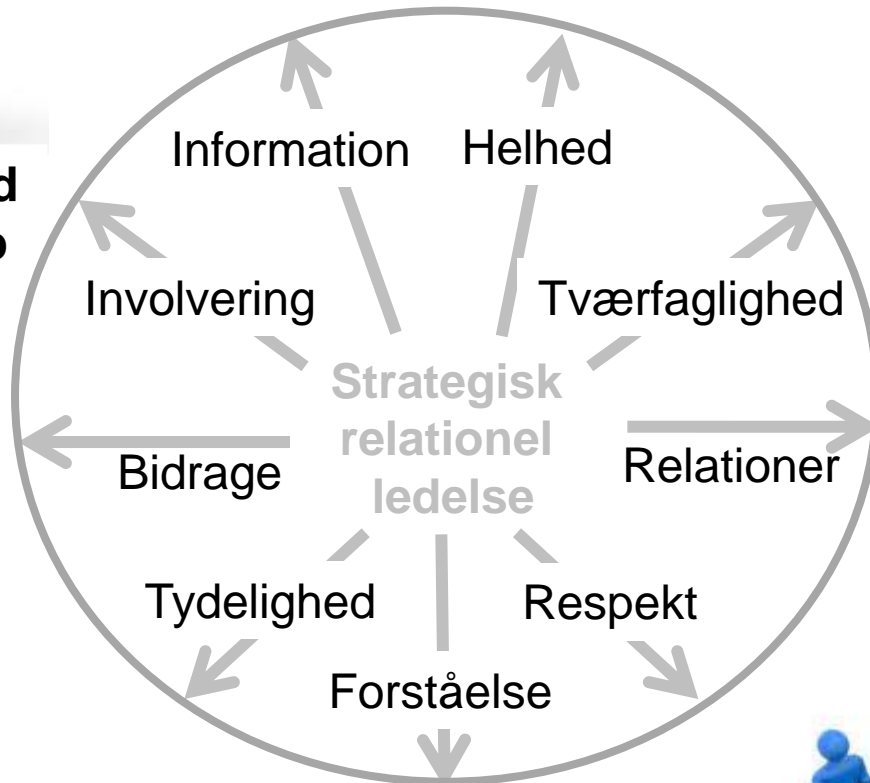 Information
Helhed
Involvering
Tværfaglighed
Strategisk
relationel
ledelse
Bidrage
Relationer
Tydelighed
Respekt
Forståelse